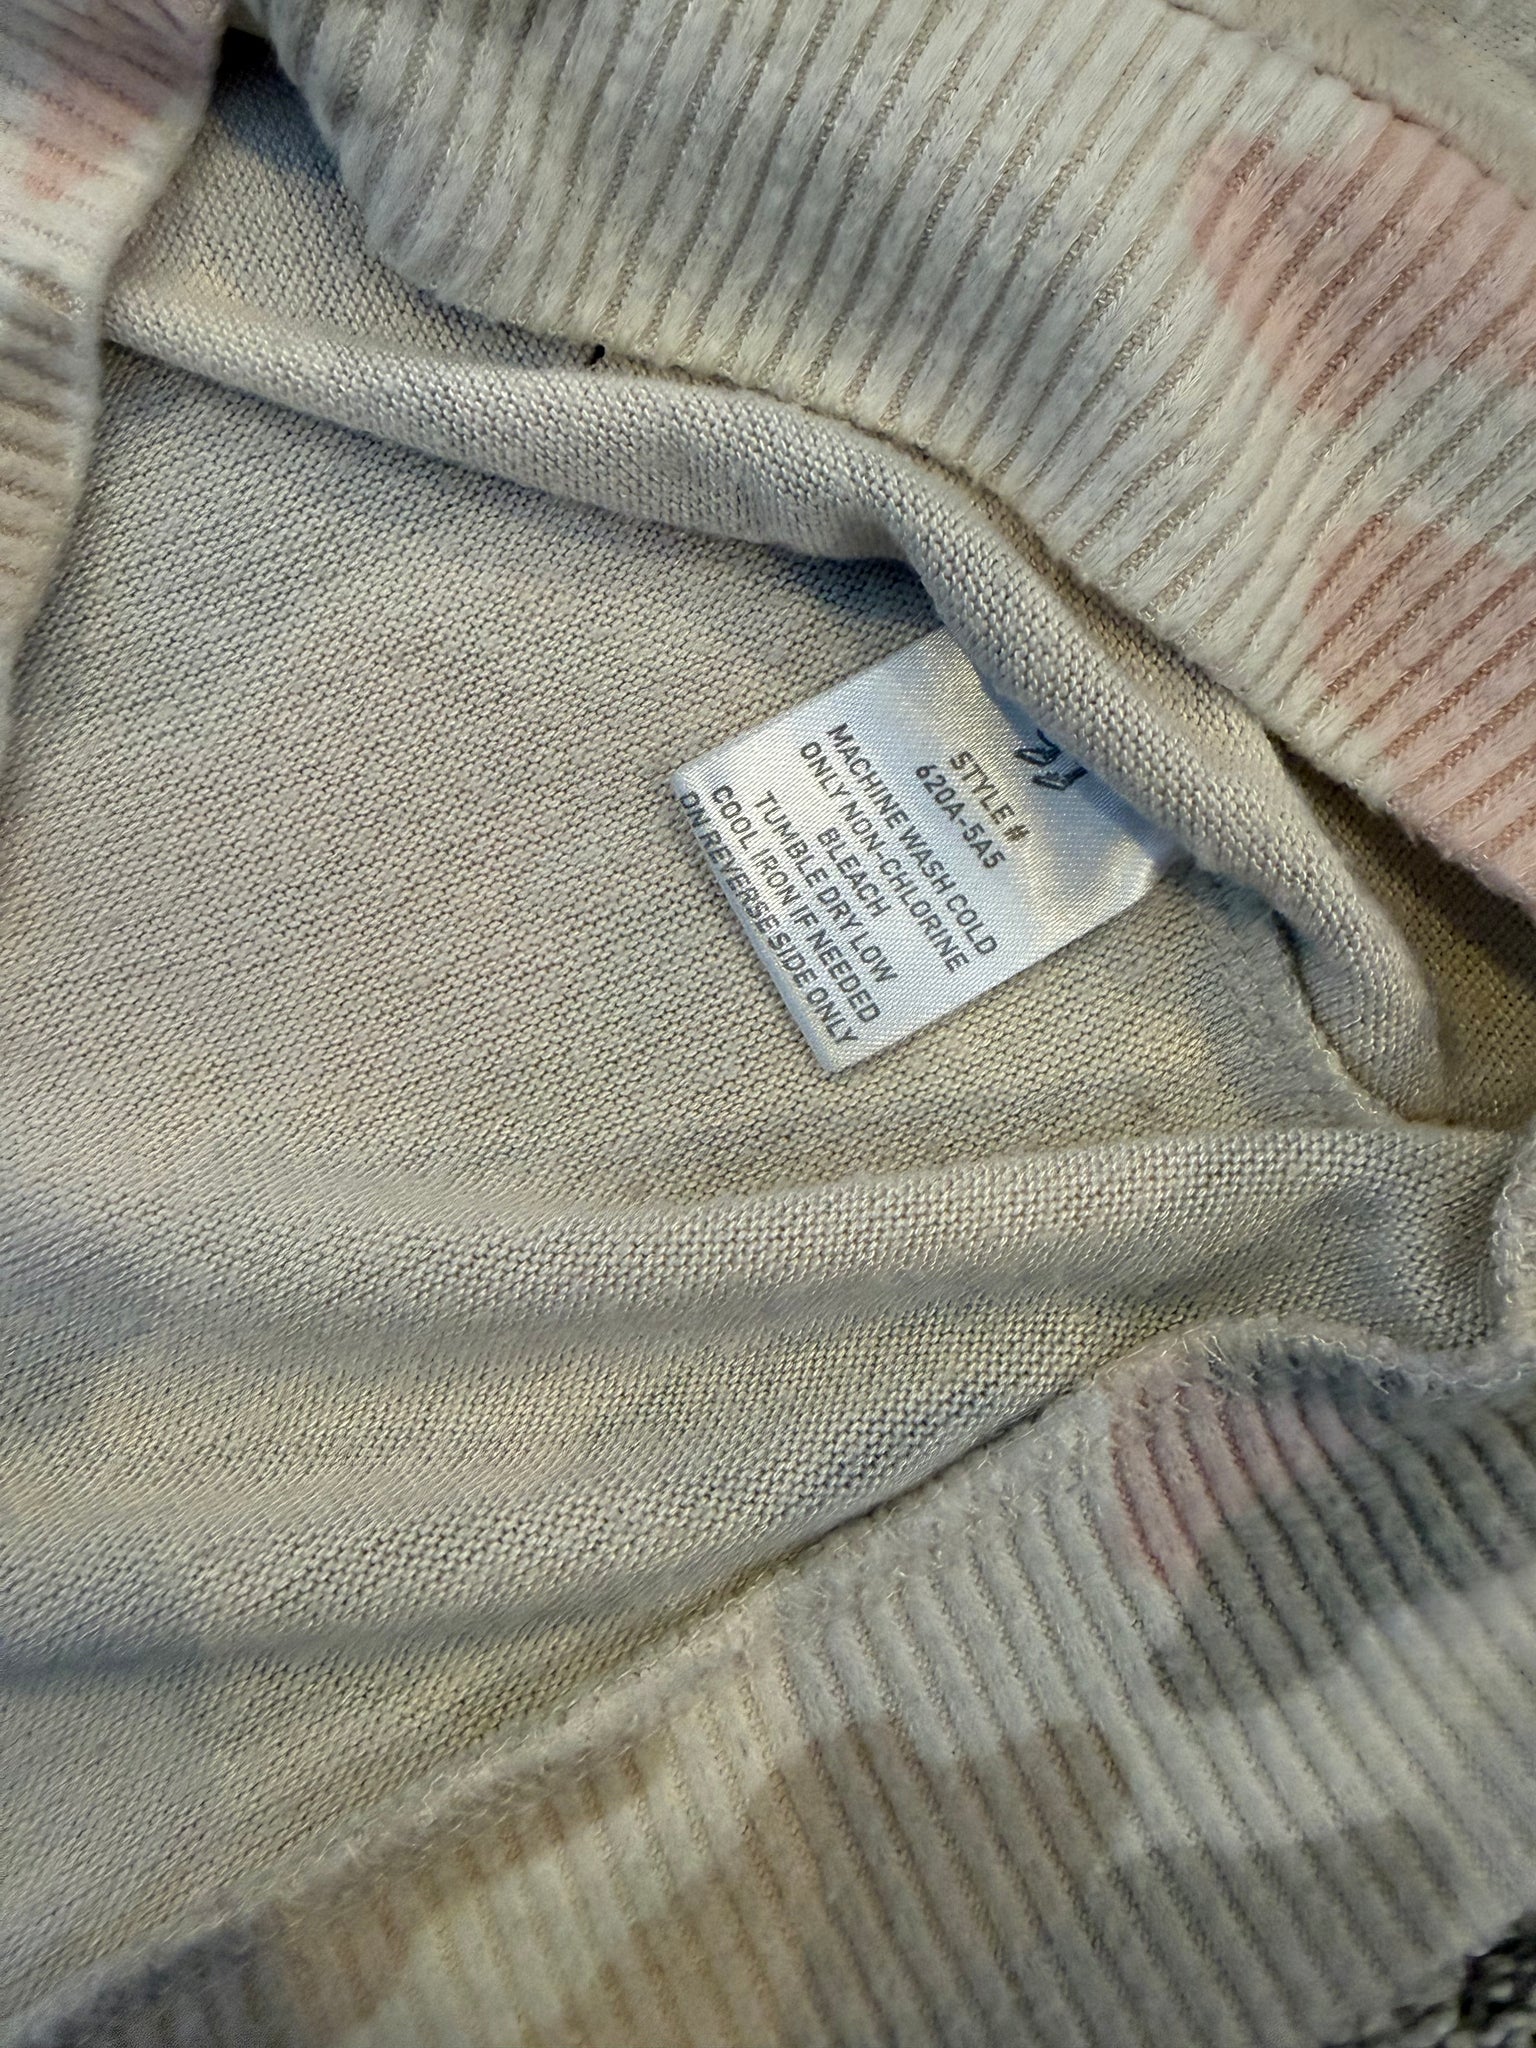 STYLE #
620A-5A5
MACHINE WASH COLD
ONLY NON-CHLORINE
BLEACH
TUMBLE DRY LOW
COOL IRON IF NEEDED
ON REVERSE SIDE ONLY